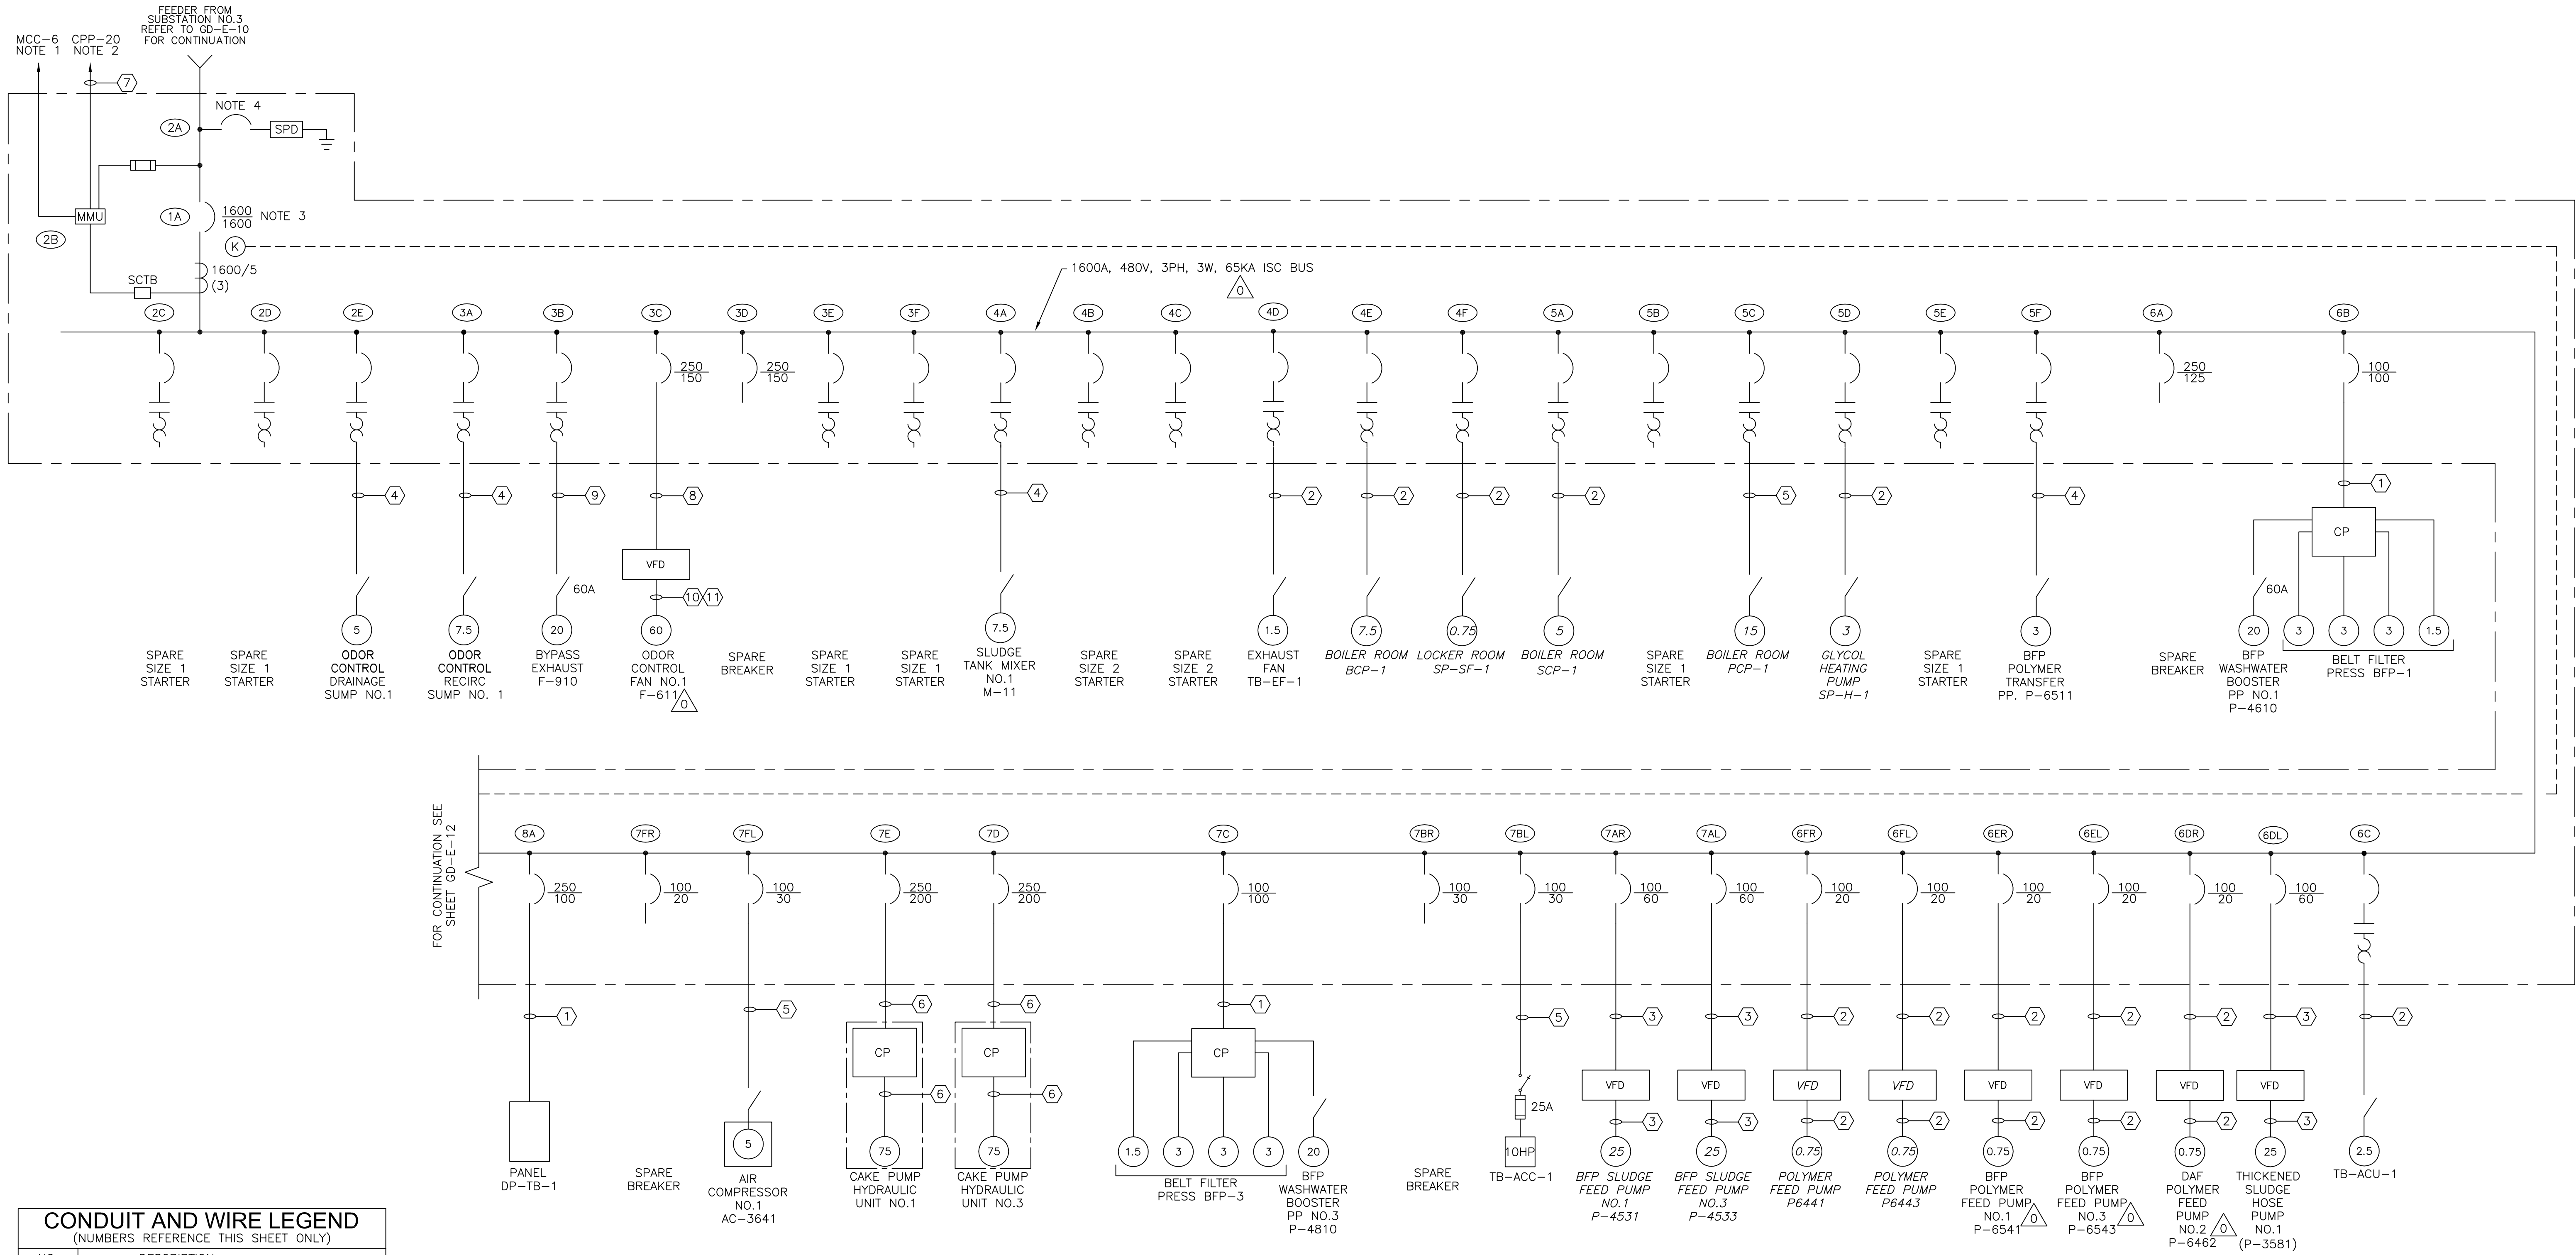 FEEDER FROM
SUBSTATION NO.3
REFER TO GD-E-10
FOR CONTINUATION
MCC-6
NOTE 1
CPP-20
NOTE 2
7
NOTE 4
2A
SPD
MMU
2B
1A
1600
1600
NOTE 3
K
1600/5
(3)
SCTB
1600A, 480V, 3PH, 3W, 65KA ISC BUS
0
2C
2D
2E
3A
3B
3C
3D
3E
3F
4A
4B
4C
4D
4E
4F
5A
5B
5C
5D
5E
5F
6A
6B
250
150
250
150
250
125
100
100
4
4
9
8
4
2
2
2
2
5
2
4
1
CP
VFD
60A
10
11
60A
5
7.5
20
60
7.5
1.5
7.5
0.75
5
15
3
3
20
3
3
3
1.5
SPARE
SIZE 1
STARTER
SPARE
SIZE 1
STARTER
ODOR
CONTROL
DRAINAGE
SUMP NO.1
ODOR
CONTROL
RECIRC
SUMP NO. 1
BYPASS
EXHAUST
F-910
ODOR
CONTROL
FAN NO.1
F-611
0
SPARE
BREAKER
SPARE
SIZE 1
STARTER
SPARE
SIZE 1
STARTER
SLUDGE
TANK MIXER
NO.1
M-11
SPARE
SIZE 2
STARTER
SPARE
SIZE 2
STARTER
EXHAUST
FAN
TB-EF-1
BOILER ROOM
BCP-1
LOCKER ROOM
SP-SF-1
BOILER ROOM
SCP-1
SPARE
SIZE 1
STARTER
BOILER ROOM
PCP-1
GLYCOL
HEATING
PUMP
SP-H-1
SPARE
SIZE 1
STARTER
BFP
POLYMER
TRANSFER
PP. P-6511
SPARE
BREAKER
BFP
WASHWATER
BOOSTER
PP NO.1
P-4610
BELT FILTER
PRESS BFP-1
FOR CONTINUATION SEE
SHEET GD-E-12
8A
7FR
7FL
7E
7D
7C
7BR
7BL
7AR
7AL
6FR
6FL
6ER
6EL
6DR
6DL
6C
250
100
100
20
100
30
250
200
250
200
100
100
100
30
100
30
100
60
100
60
100
20
100
20
100
20
100
20
100
20
100
60
1
5
6
6
1
5
3
3
2
2
2
2
2
3
2
CP
CP
CP
VFD
VFD
VFD
VFD
VFD
VFD
VFD
VFD
6
6
25A
3
3
2
2
2
2
2
3
5
75
75
1.5
3
3
3
20
10HP
25
25
0.75
0.75
0.75
0.75
0.75
25
2.5
PANEL
DP-TB-1
SPARE
BREAKER
AIR
COMPRESSOR
NO.1
AC-3641
CAKE PUMP
HYDRAULIC
UNIT NO.1
CAKE PUMP
HYDRAULIC
UNIT NO.3
BELT FILTER
PRESS BFP-3
BFP
WASHWATER
BOOSTER
PP NO.3
P-4810
SPARE
BREAKER
TB-ACC-1
BFP SLUDGE
FEED PUMP
NO.1
P-4531
BFP SLUDGE
FEED PUMP
NO.3
P-4533
POLYMER
FEED PUMP
P6441
POLYMER
FEED PUMP
P6443
BFP
POLYMER
FEED PUMP
NO.1
P-6541
0
BFP
POLYMER
FEED PUMP
NO.3
P-6543
0
DAF
POLYMER
FEED
PUMP
NO.2
P-6462
0
THICKENED
SLUDGE
HOSE
PUMP
NO.1
(P-3581)
TB-ACU-1
CONDUIT AND WIRE LEGEND
(NUMBERS REFERENCE THIS SHEET ONLY)